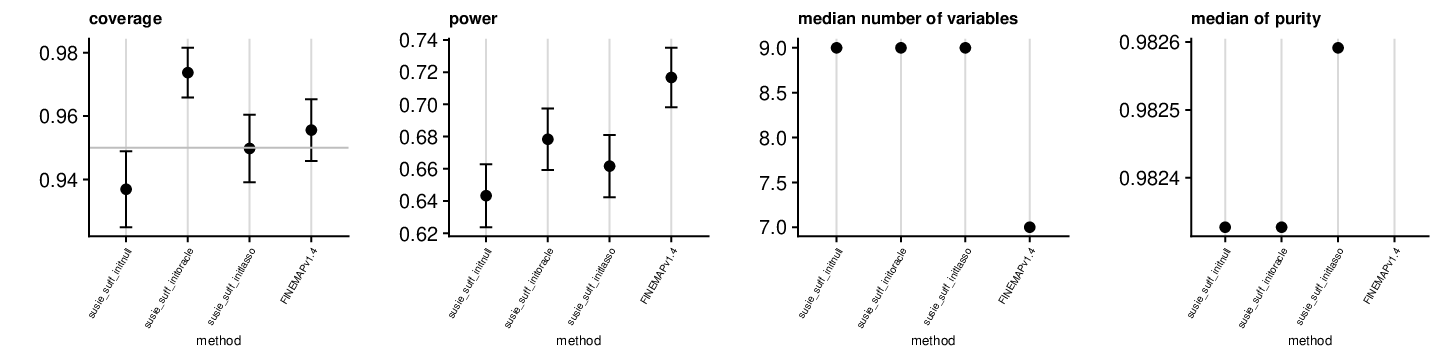 coverage
0.98
0.96
0.94
susie_suff_initnull
susie_suff_initoracle
susie_suff_initlasso
FINEMAPv1.4
method
power
0.74
0.72
0.70
0.68
0.66
0.64
0.62
susie_suff_initnull
susie_suff_initoracle
susie_suff_initlasso
FINEMAPv1.4
method
median number of variables
9.0
8.5
8.0
7.5
7.0
susie_suff_initnull
susie_suff_initoracle
susie_suff_initlasso
FINEMAPv1.4
method
median of purity
0.9826
0.9825
0.9824
susie_suff_initnull
susie_suff_initoracle
susie_suff_initlasso
FINEMAPv1.4
method